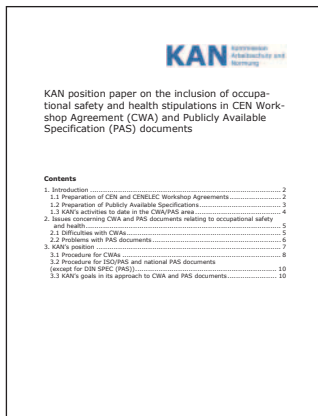 KAN Kommission
Arbeitsschutz und
Normung
KAN position paper on the inclusion of occupa-
tional safety and health stipulations in CEN Work-
shop Agreement (CWA) and Publicly Available
Specification (PAS) documents
Contents
1. Introduction ........ 2
1.1 Preparation of CEN and CENELEC Workshop Agreements ........ 2
1.2 Preparation of Publicly Available Specifications ........ 3
1.3 KAN's activities to date in the CWA/PAS area ........ 4
2. Issues concerning CWA and PAS documents relating to occupational safety
and health ........ 5
2.1 Difficulties with CWAs ........ 5
2.2 Problems with PAS documents ........ 6
3. KAN's position ........ 7
3.1 Procedure for CWAs ........ 8
3.2 Procedure for ISO/PAS and national PAS documents
(except for DIN SPEC (PAS)) ........ 10
3.3 KAN's goals in its approach to CWA and PAS documents ........ 10